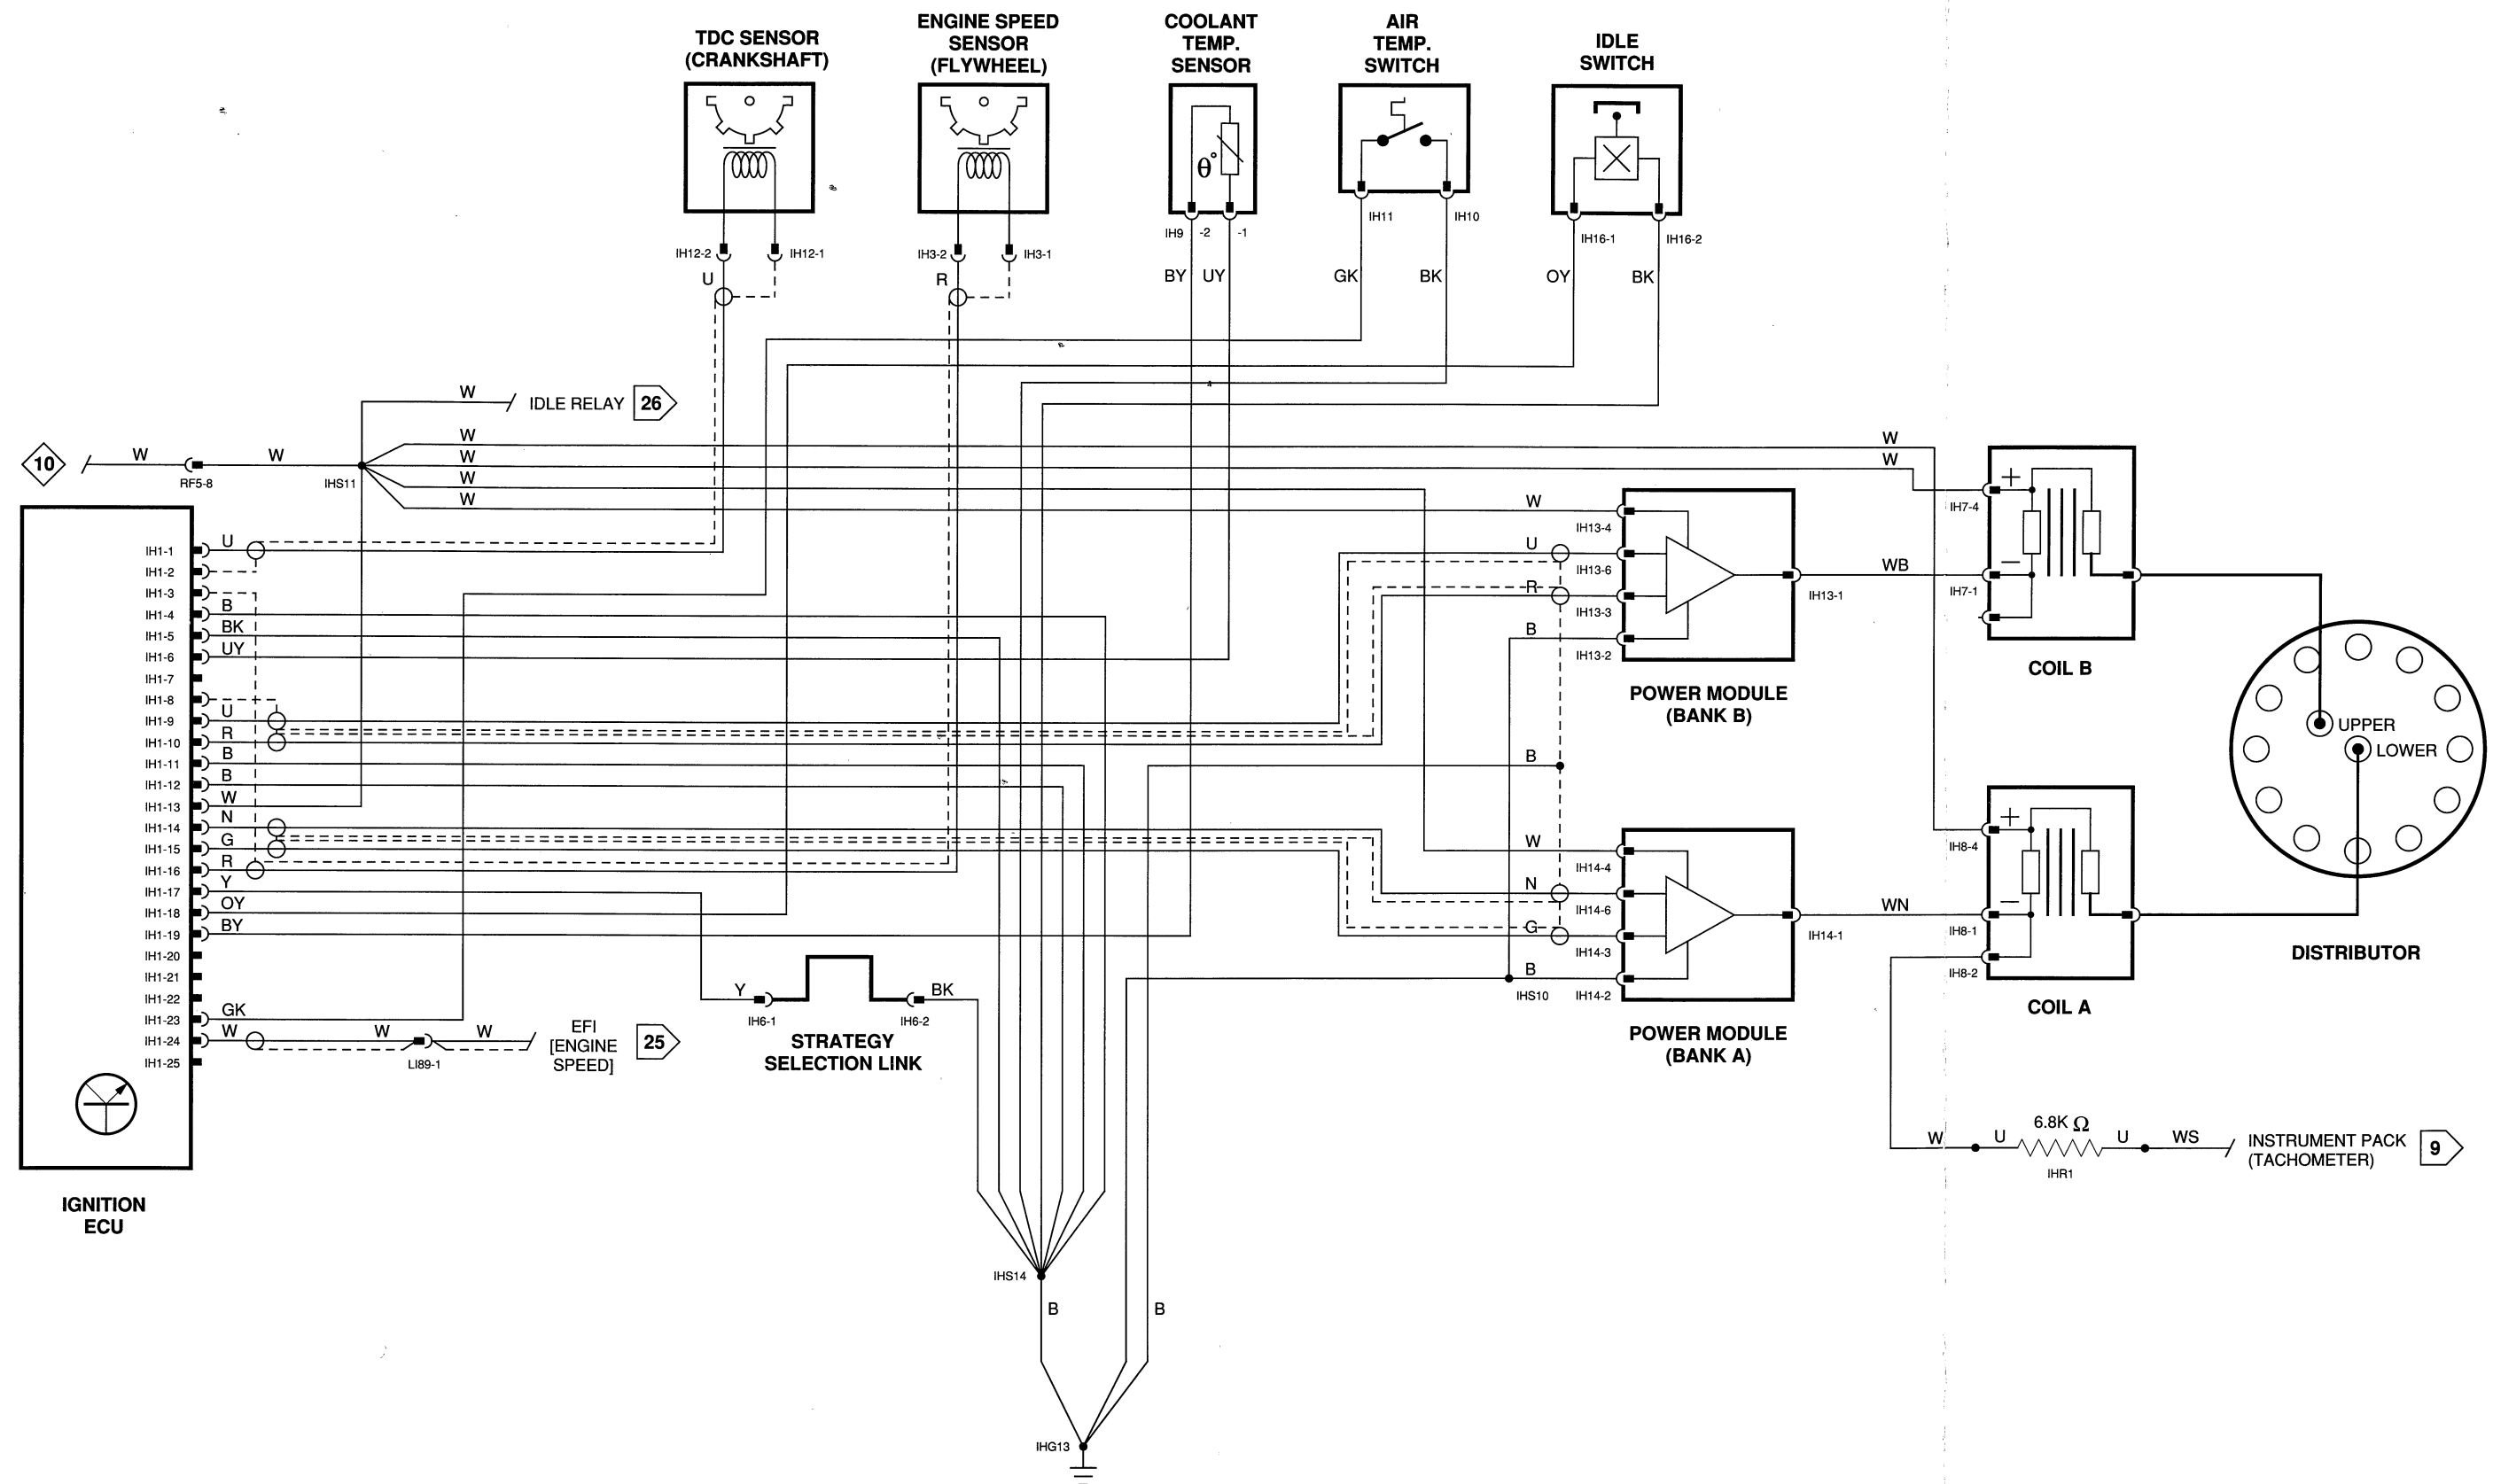 TDC SENSOR
(CRANKSHAFT)
ENGINE SPEED
SENSOR
(FLYWHEEL)
COOLANT
TEMP.
SENSOR
AIR
TEMP.
SWITCH
IDLE
SWITCH
θ°
IH12-2
IH12-1
IH3-2
IH3-1
IH9 -2 -1
IH11
IH10
IH16-1
IH16-2
U
R
BY
UY
GK
BK
OY
BK
W
IDLE RELAY
26
10
W
RF5-8
W
IHS11
W
W
W
W
W
W
IH1-1 U
IH1-2
IH1-3
IH1-4 B
IH1-5 BK
IH1-6 UY
IH1-7
IH1-8
IH1-9 U
IH1-10 R
IH1-11 B
IH1-12 B
IH1-13 W
IH1-14 N
IH1-15 G
IH1-16 R
IH1-17 Y
IH1-18 OY
IH1-19 BY
IH1-20
IH1-21
IH1-22
IH1-23 GK
IH1-24 W
IH1-25
IGNITION
ECU
W
LI89-1
W
EFI
[ENGINE
SPEED]
25
Y
IH6-1
BK
IH6-2
STRATEGY
SELECTION LINK
W
IH13-4
U
IH13-6
R
IH13-3
B
IH13-2
IH13-1
POWER MODULE
(BANK B)
B
W
IH14-4
N
IH14-6
G
IH14-3
B
IHS10
IH14-2
IH14-1
POWER MODULE
(BANK A)
WB
IH7-4
+
−
IH7-1
COIL B
WN
IH8-4
+
−
IH8-1
IH8-2
COIL A
UPPER
LOWER
DISTRIBUTOR
W
U
6.8K Ω
IHR1
U
WS
INSTRUMENT PACK
(TACHOMETER)
9
IHS14
B
B
IHG13